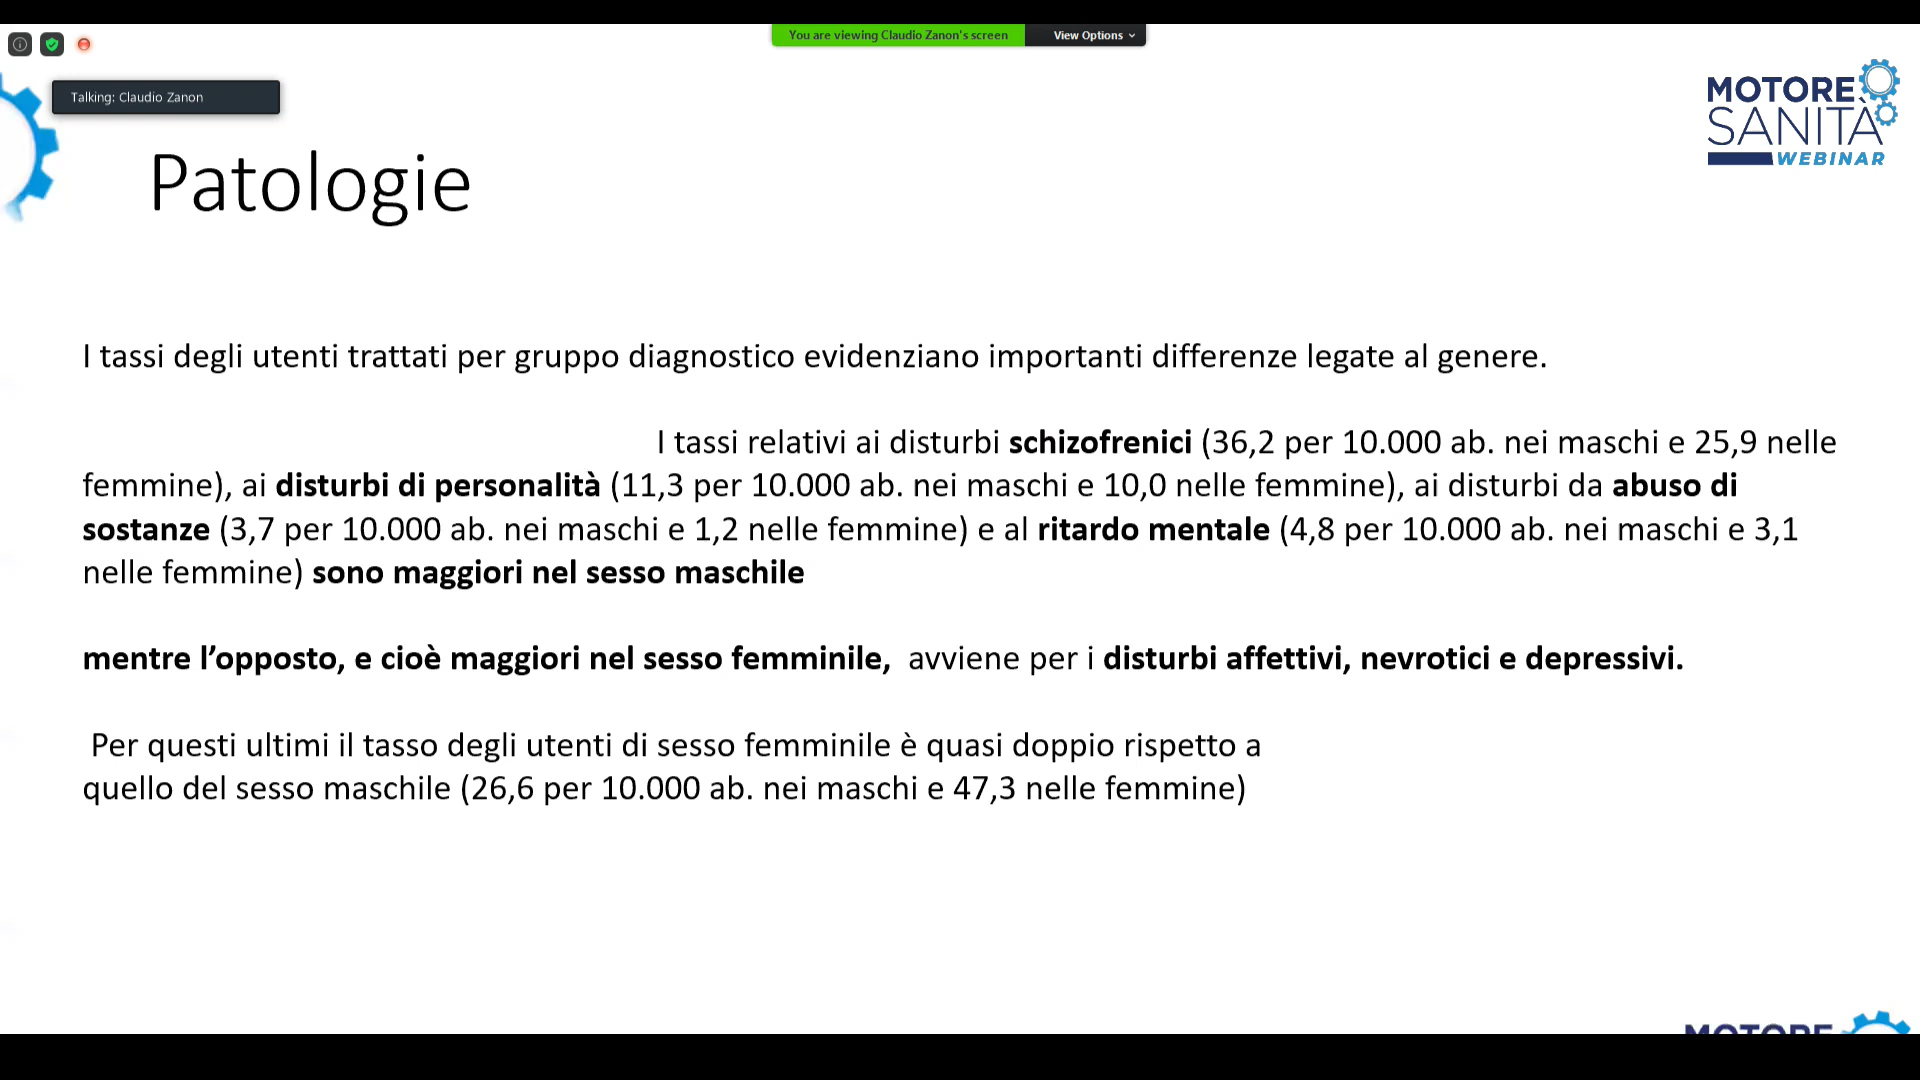 You are viewing Claudio Zanon's screen
View Options
Talking: Claudio Zanon
MOTORE
SANITÀ
WEBINAR
Patologie
I tassi degli utenti trattati per gruppo diagnostico evidenziano importanti differenze legate al genere.
I tassi relativi ai disturbi schizofrenici (36,2 per 10.000 ab. nei maschi e 25,9 nelle
femmine), ai disturbi di personalità (11,3 per 10.000 ab. nei maschi e 10,0 nelle femmine), ai disturbi da abuso di
sostanze (3,7 per 10.000 ab. nei maschi e 1,2 nelle femmine) e al ritardo mentale (4,8 per 10.000 ab. nei maschi e 3,1
nelle femmine) sono maggiori nel sesso maschile
mentre l’opposto, e cioè maggiori nel sesso femminile, avviene per i disturbi affettivi, nevrotici e depressivi.
Per questi ultimi il tasso degli utenti di sesso femminile è quasi doppio rispetto a
quello del sesso maschile (26,6 per 10.000 ab. nei maschi e 47,3 nelle femmine)
MOTORE